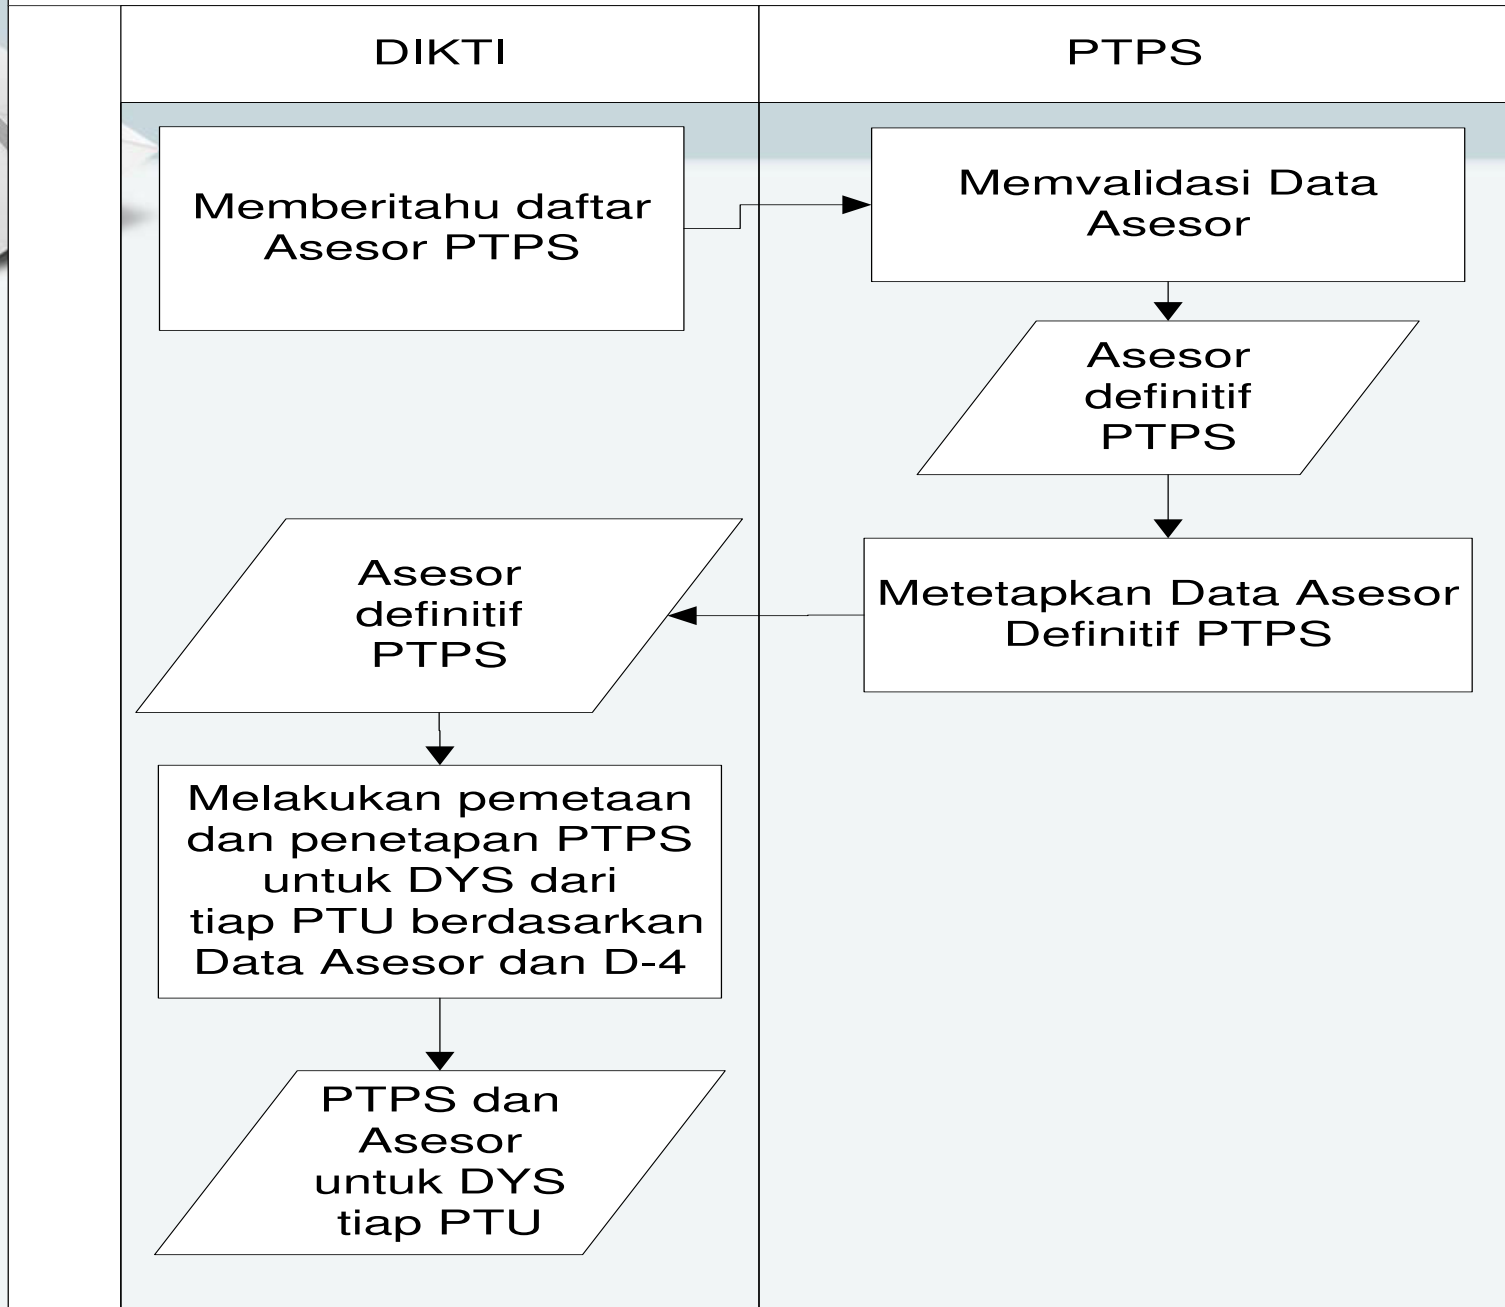 DIKTI
PTPS
Memberitahu daftar
Asesor PTPS
Memvalidasi Data
Asesor
Asesor
definitif
PTPS
Metetapkan Data Asesor
Definitif PTPS
Asesor
definitif
PTPS
Melakukan pemetaan
dan penetapan PTPS
untuk DYS dari
tiap PTU berdasarkan
Data Asesor dan D-4
PTPS dan
Asesor
untuk DYS
tiap PTU